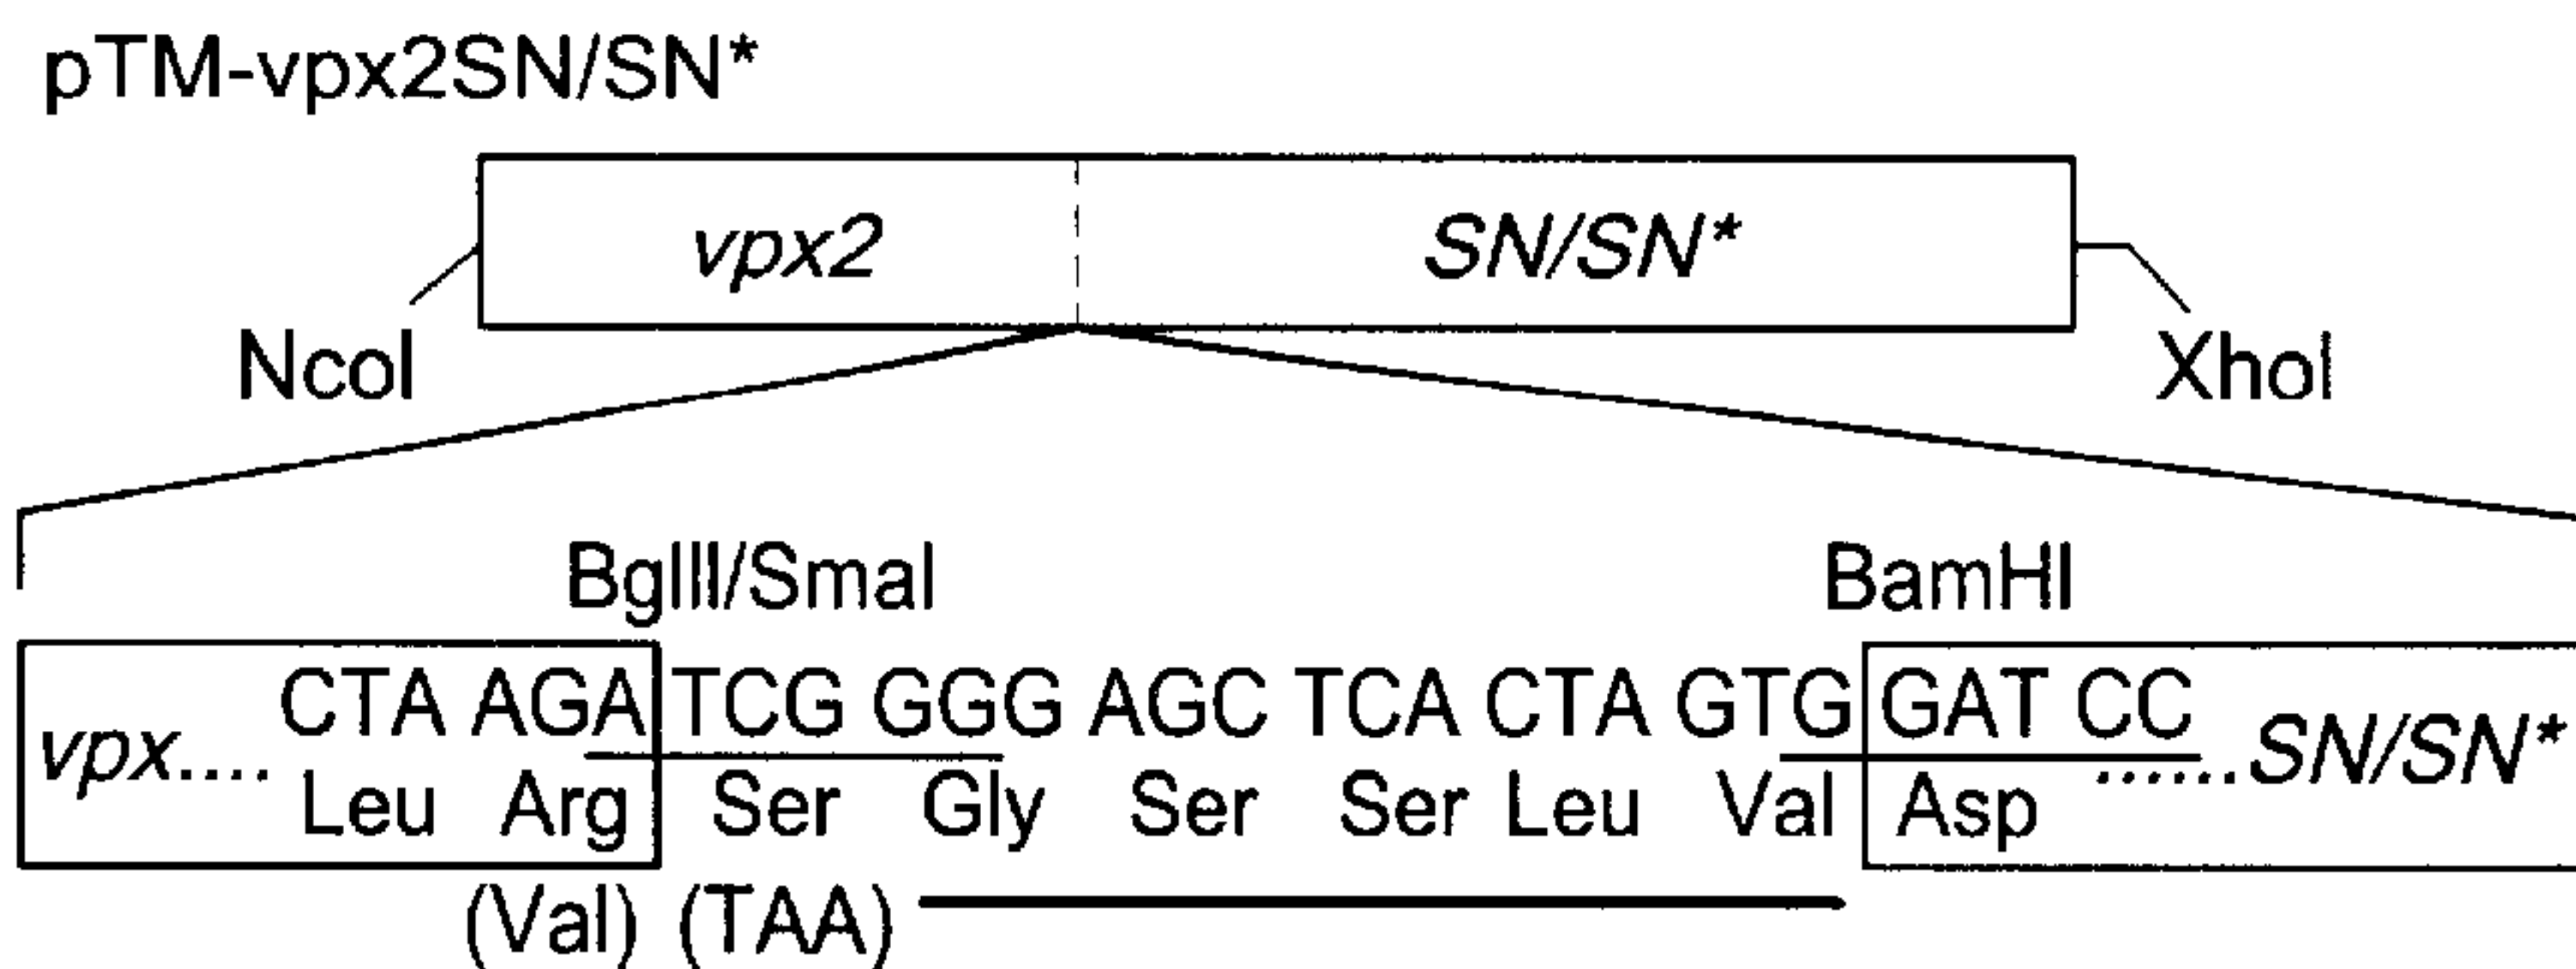 pTM-vpx2SN/SN*
vpx2 SN/SN*
NcoI XhoI
BglII/SmaI BamHI
CTA AGA TCG GGG AGC TCA CTA GTG GAT CC
vpx.... ......SN/SN*
Leu Arg Ser Gly Ser Ser Leu Val Asp
(Val) (TAA)